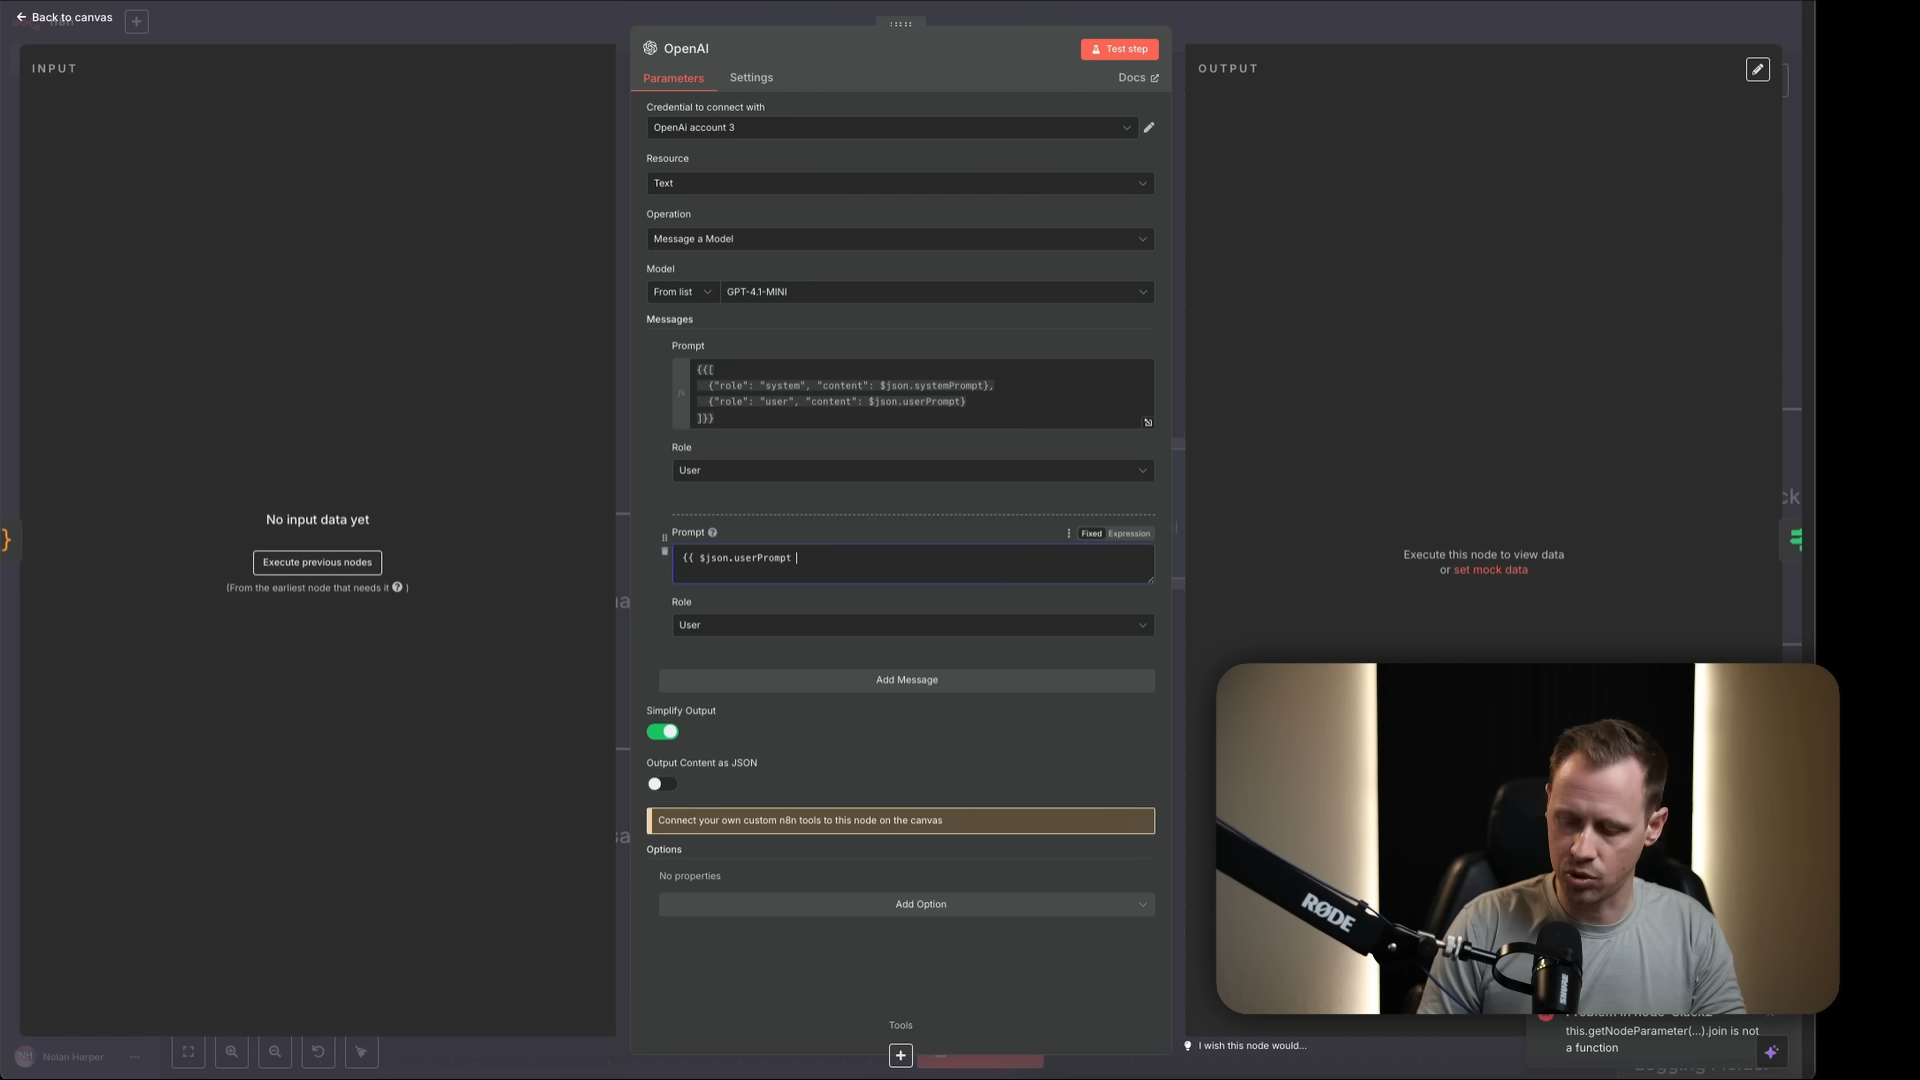 Back to canvas
INPUT
No input data yet
Execute previous nodes
(From the earliest node that needs it ? )
Nolan Harper
OpenAI
Test step
Parameters
Settings
Docs
Credential to connect with
OpenAi account 3
Resource
Text
Operation
Message a Model
Model
From list
GPT-4.1-MINI
Messages
Prompt
{{[
{"role": "system", "content": $json.systemPrompt},
{"role": "user", "content": $json.userPrompt}
]}}
Role
User
Prompt
Fixed
Expression
{{ $json.userPrompt
Role
User
Add Message
Simplify Output
Output Content as JSON
Connect your own custom n8n tools to this node on the canvas
Options
No properties
Add Option
Tools
OUTPUT
Execute this node to view data
or set mock data
RØDE
SHURE
I wish this node would...
this.getNodeParameter(...).join is not
a function